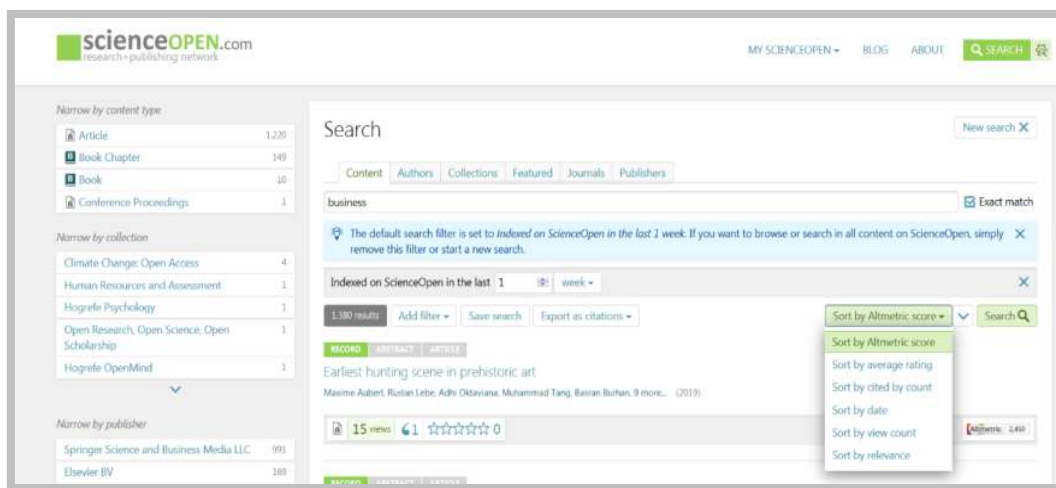 scienceOPEN.com
research+publishing network
MY SCIENCEOPEN
BLOG
ABOUT
SEARCH
Narrow by content type
Article 1.220
Book Chapter 149
Book 10
Conference Proceedings 1
Narrow by collection
Climate Change: Open Access 4
Human Resources and Assessment 1
Hogrefe Psychology 1
Open Research, Open Science, Open 1
Scholarship
Hogrefe OpenMind 1
Narrow by publisher
Springer Science and Business Media LLC 991
Elsevier BV 169
Search
New search X
Content Authors Collections Featured Journals Publishers
business
Exact match
The default search filter is set to Indexed on ScienceOpen in the last 1 week. If you want to browse or search in all content on ScienceOpen, simply
remove this filter or start a new search.
Indexed on ScienceOpen in the last 1 week
1.380 results Add filter Save search Export as citations Sort by Altmetric score Search
Sort by Altmetric score
Sort by average rating
Sort by cited by count
Sort by date
Sort by view count
Sort by relevance
RECORD ABSTRACT ARTICLE
Earliest hunting scene in prehistoric art
Maxime Aubert, Rustan Lebe, Adhi Oktaviana, Muhammad Tang, Basran Burhan, 9 more... (2019)
15 views 1 0
Altmetric 2,410
RECORD ABSTRACT ARTICLE